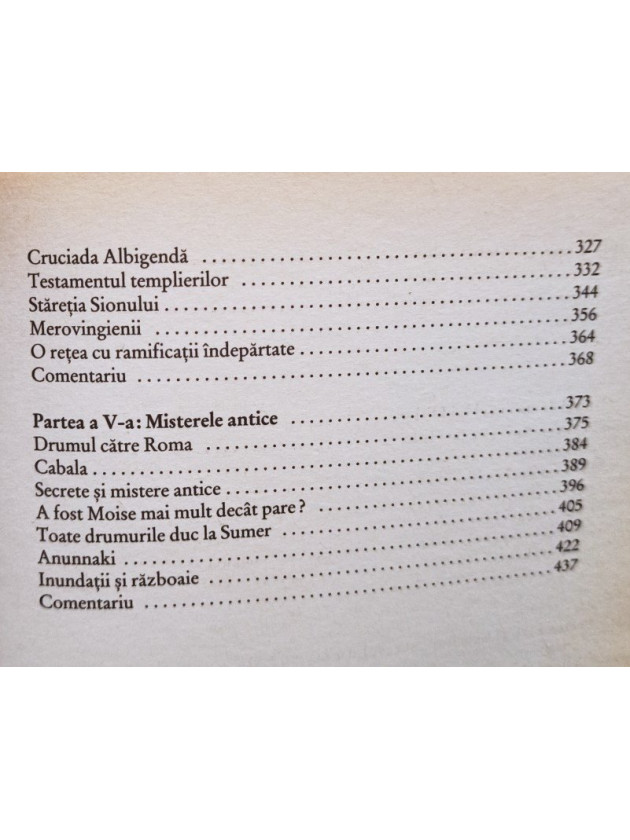 Cruciada Albigendă ........................................ 327
Testamentul templierilor ........................................ 332
Stăreția Sionului ........................................ 344
Merovingienii ........................................ 356
O rețea cu ramificații îndepărtate ........................................ 364
Comentariu ........................................ 368
Partea a V-a: Misterele antice ........................................ 373
Drumul către Roma ........................................ 375
Cabala ........................................ 384
Secrete și mistere antice ........................................ 389
A fost Moise mai mult decât pare? ........................................ 396
Toate drumurile duc la Sumer ........................................ 405
Anunnaki ........................................ 409
Inundații și războaie ........................................ 422
Comentariu ........................................ 437